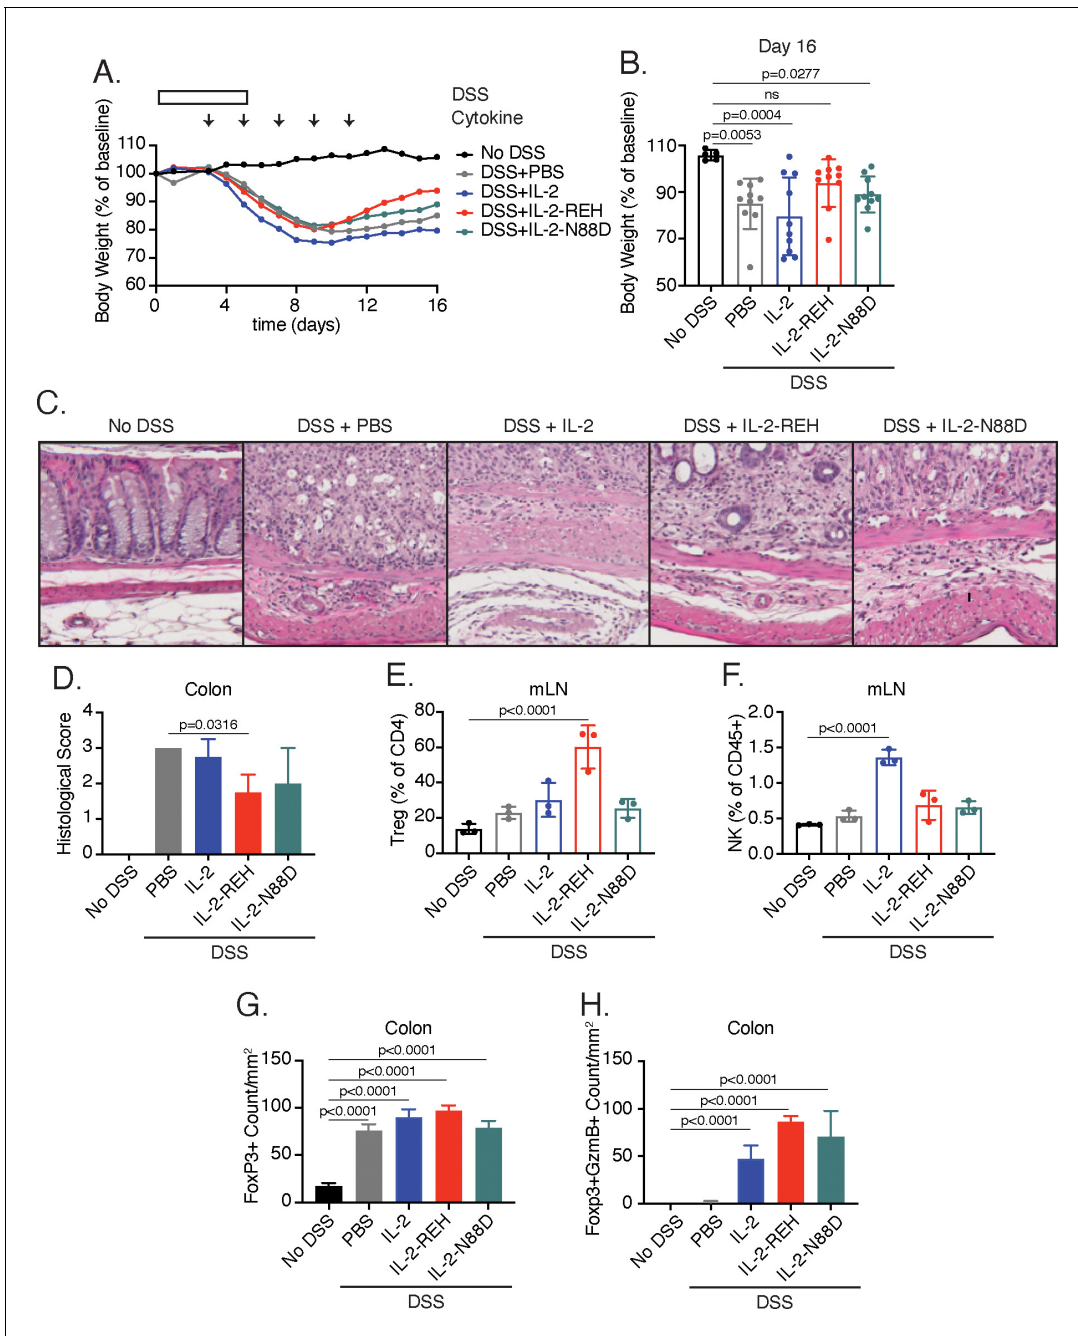 A.
DSS
Cytokine
Body Weight (% of baseline)
110
100
90
80
70
60
0
4
8
12
16
time (days)
No DSS
DSS+PBS
DSS+IL-2
DSS+IL-2-REH
DSS+IL-2-N88D
B.
Day 16
p=0.0277
ns
p=0.0004
p=0.0053
Body Weight (% of baseline)
110
90
70
50
No DSS
PBS
IL-2
IL-2-REH
IL-2-N88D
DSS
C.
No DSS
DSS + PBS
DSS + IL-2
DSS + IL-2-REH
DSS + IL-2-N88D
D.
Colon
p=0.0316
Histological Score
4
3
2
1
0
No DSS
PBS
IL-2
IL-2-REH
IL-2-N88D
DSS
E.
mLN
p<0.0001
Treg (% of CD4)
80
60
40
20
0
No DSS
PBS
IL-2
IL-2-REH
IL-2-N88D
DSS
F.
mLN
p<0.0001
NK (% of CD45+)
2.0
1.5
1.0
0.5
0.0
No DSS
PBS
IL-2
IL-2-REH
IL-2-N88D
DSS
G.
Colon
p<0.0001
p<0.0001
p<0.0001
p<0.0001
FoxP3+ Count/mm²
150
100
50
0
No DSS
PBS
IL-2
IL-2-REH
IL-2-N88D
DSS
H.
Colon
p<0.0001
p<0.0001
p<0.0001
Foxp3+GzmB+ Count/mm²
150
100
50
0
No DSS
PBS
IL-2
IL-2-REH
IL-2-N88D
DSS